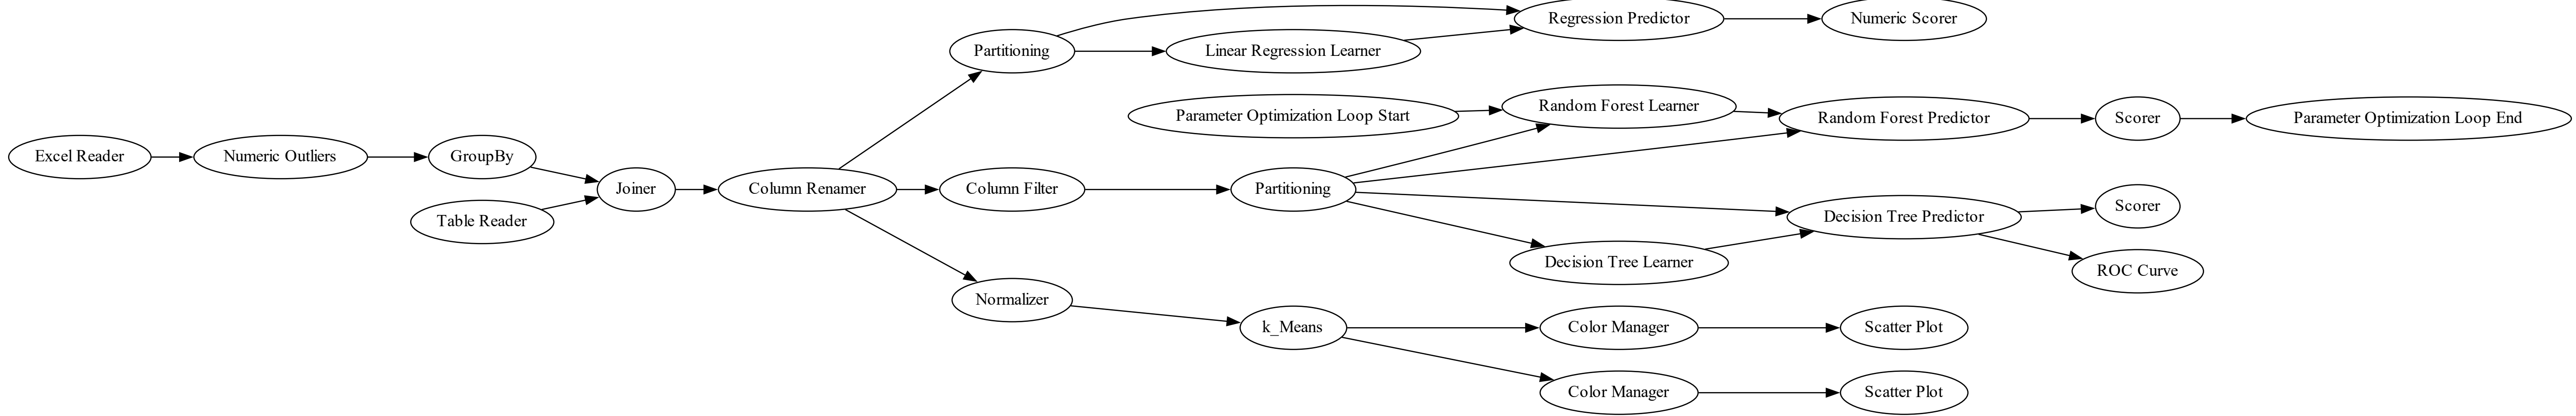 Excel Reader
Numeric Outliers
GroupBy
Table Reader
Joiner
Column Renamer
Partitioning
Linear Regression Learner
Regression Predictor
Numeric Scorer
Parameter Optimization Loop Start
Random Forest Learner
Random Forest Predictor
Scorer
Parameter Optimization Loop End
Column Filter
Partitioning
Decision Tree Predictor
Scorer
Decision Tree Learner
ROC Curve
Normalizer
k_Means
Color Manager
Scatter Plot
Color Manager
Scatter Plot